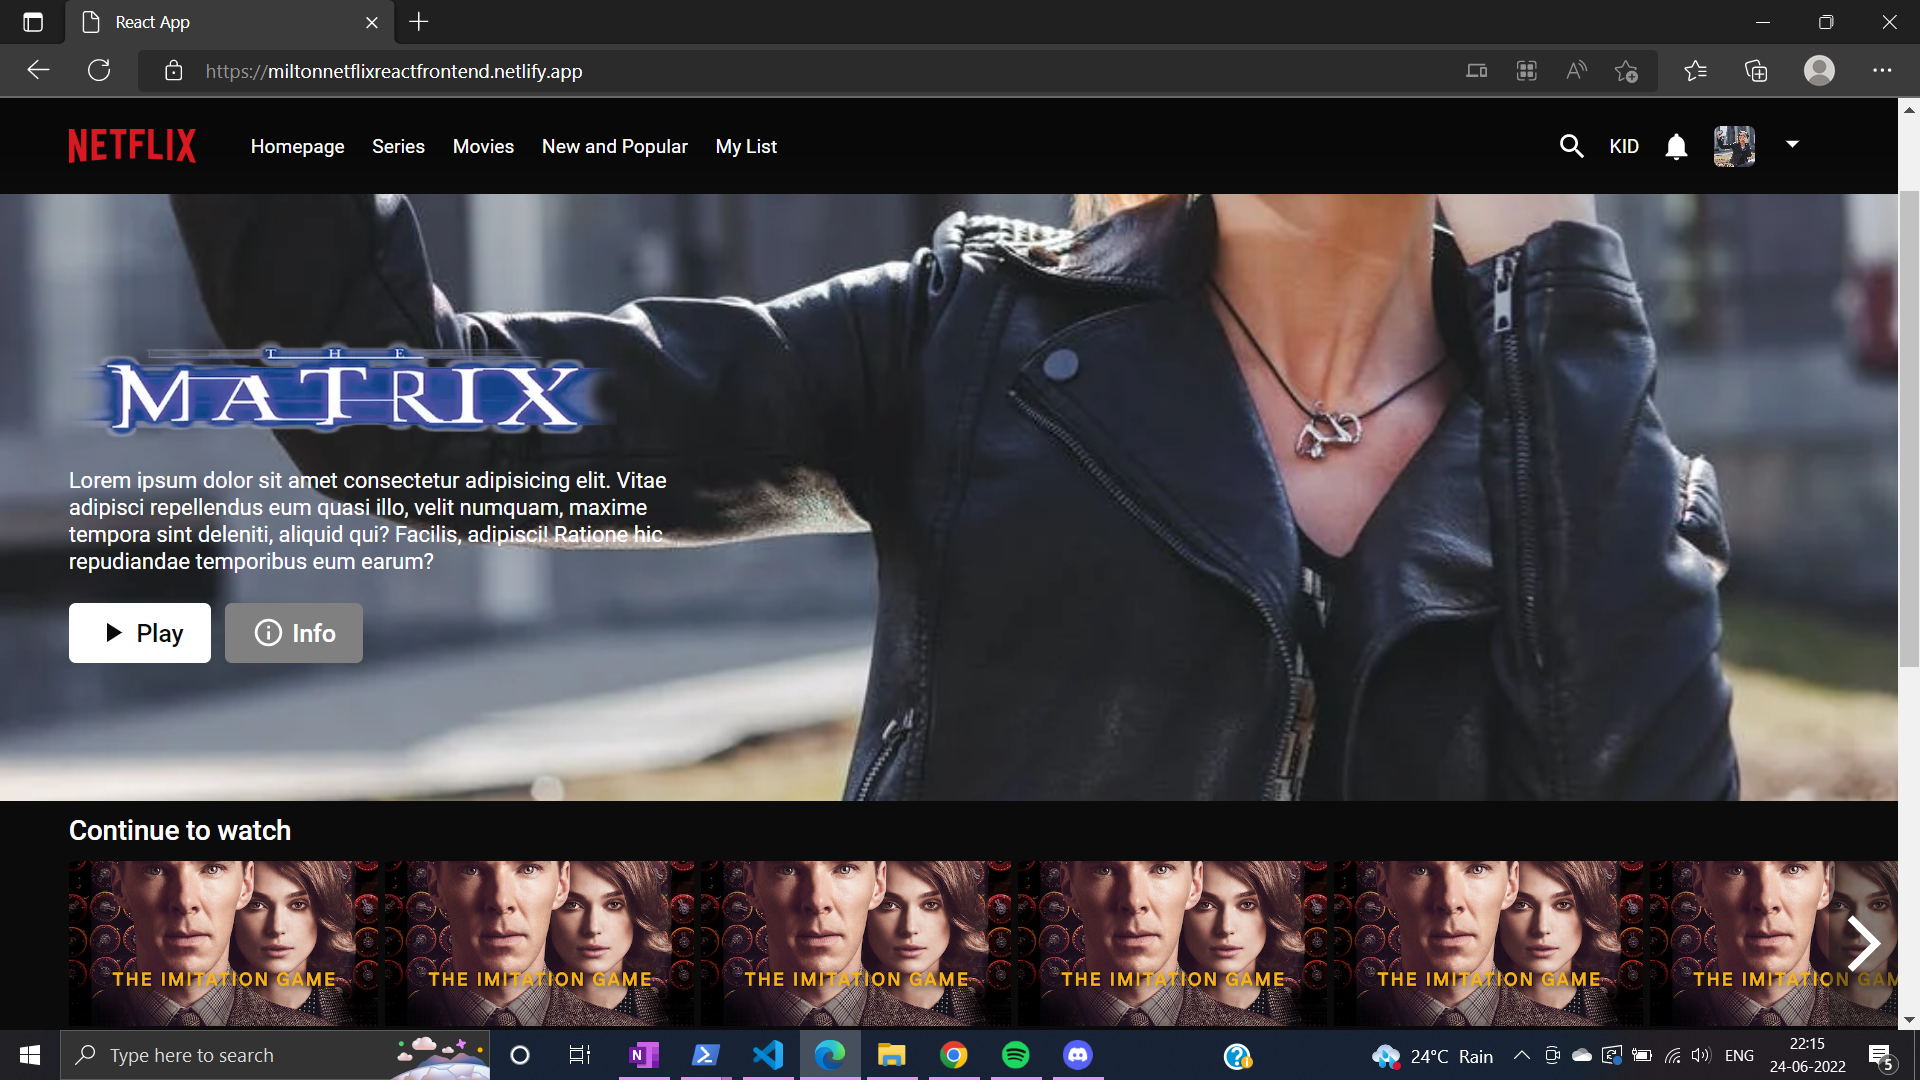 React App
https://miltonnetflixreactfrontend.netlify.app
NETFLIX
Homepage Series Movies New and Popular My List
KID
THE
MATRIX
Lorem ipsum dolor sit amet consectetur adipisicing elit. Vitae
adipisci repellendus eum quasi illo, velit numquam, maxime
tempora sint deleniti, aliquid qui? Facilis, adipisci! Ratione hic
repudiandae temporibus eum earum?
Play
Info
Continue to watch
THE IMITATION GAME THE IMITATION GAME THE IMITATION GAME THE IMITATION GAME THE IMITATION GAME THE IMITATION GAM
Type here to search
N
24°C Rain
ENG
22:15
24-06-2022
5